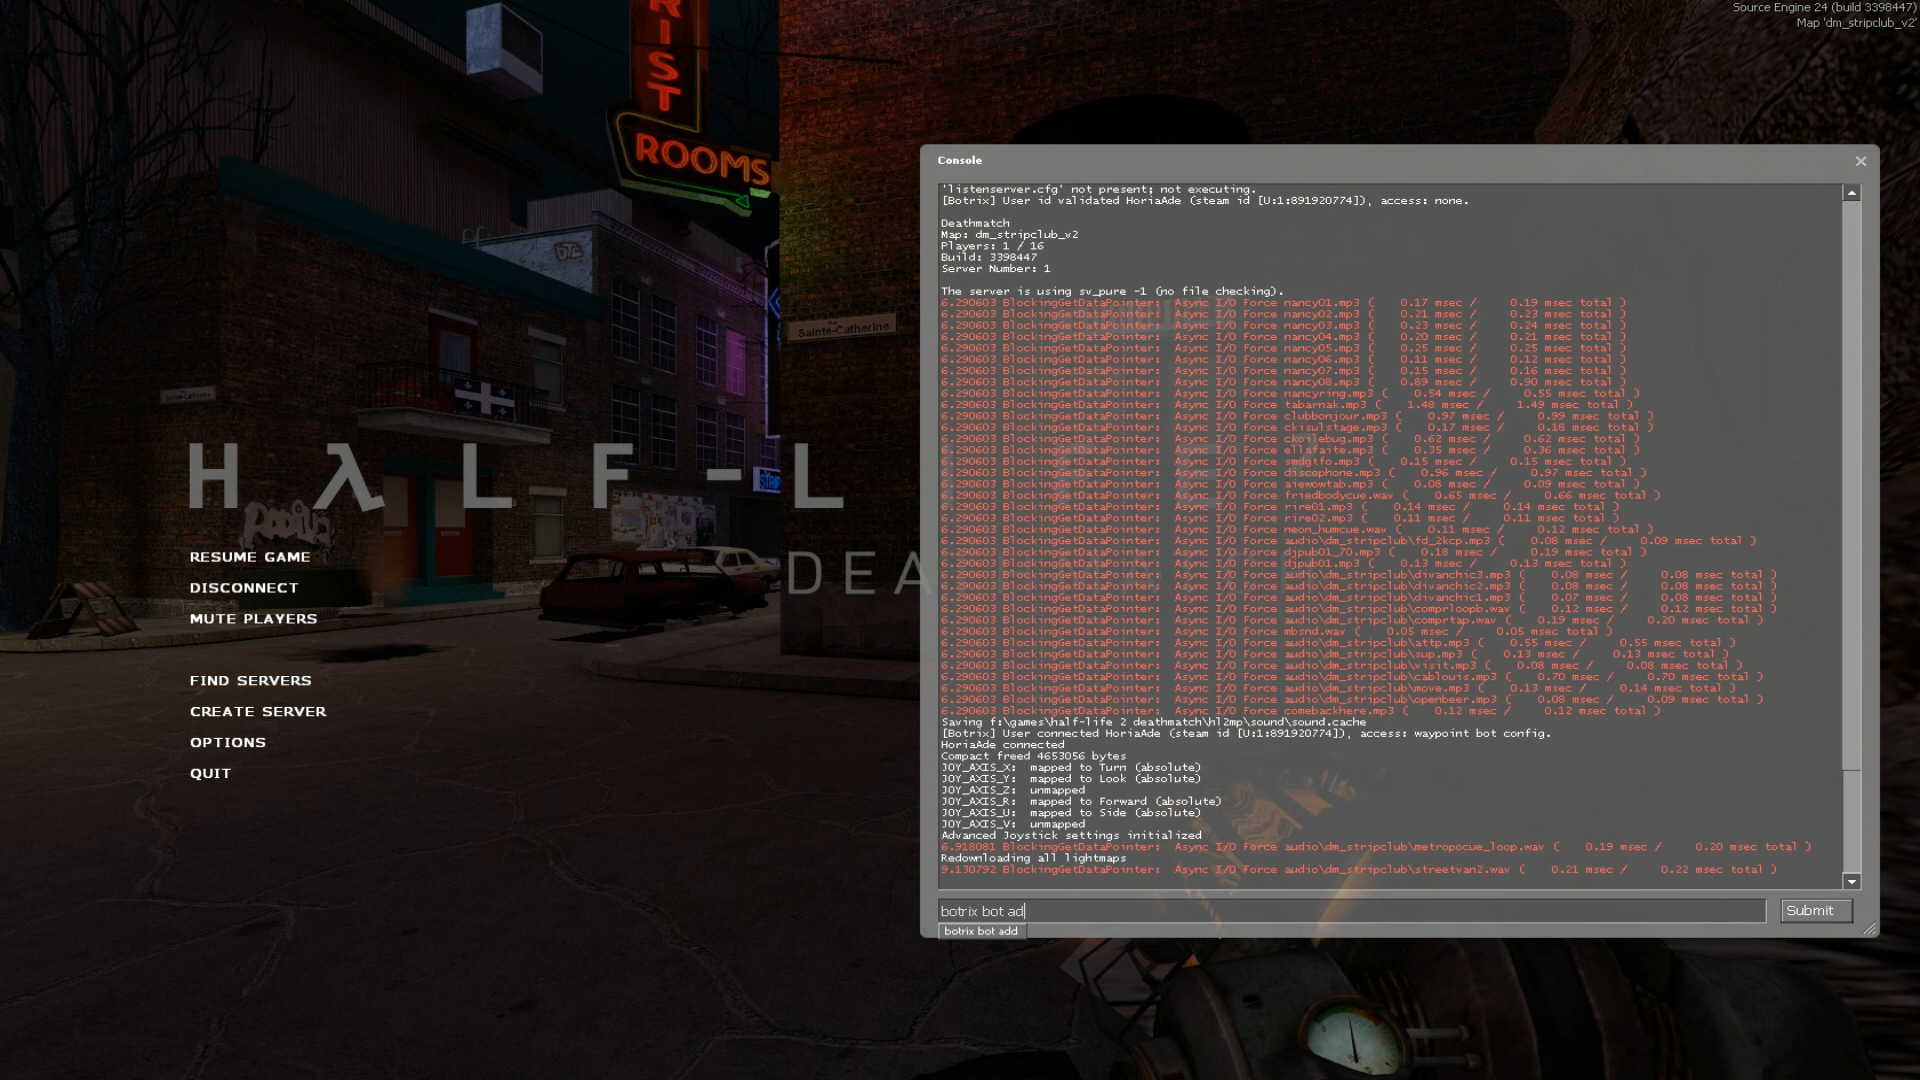 Source Engine 24 (build 3398447)
Map 'dm_stripclub_v2'
RIST
ROOMS
Sainte-Catherine
HλLF-L
DEA
RESUME GAME
DISCONNECT
MUTE PLAYERS
FIND SERVERS
CREATE SERVER
OPTIONS
QUIT
Console
'listenserver.cfg' not present; not executing.
[Botrix] User id validated HoriaAde (steam id [U:1:891920774]), access: none.
Deathmatch
Map: dm_stripclub_v2
Players: 1 / 16
Build: 3398447
Server Number: 1
The server is using sv_pure -1 (no file checking).
6.290603 BlockingGetDataPointer:  Async I/O Force nancy01.mp3 (    0.17 msec /     0.19 msec total )
6.290603 BlockingGetDataPointer:  Async I/O Force nancy02.mp3 (    0.21 msec /     0.23 msec total )
6.290603 BlockingGetDataPointer:  Async I/O Force nancy03.mp3 (    0.23 msec /     0.24 msec total )
6.290603 BlockingGetDataPointer:  Async I/O Force nancy04.mp3 (    0.20 msec /     0.21 msec total )
6.290603 BlockingGetDataPointer:  Async I/O Force nancy05.mp3 (    0.25 msec /     0.25 msec total )
6.290603 BlockingGetDataPointer:  Async I/O Force nancy06.mp3 (    0.11 msec /     0.12 msec total )
6.290603 BlockingGetDataPointer:  Async I/O Force nancy07.mp3 (    0.15 msec /     0.16 msec total )
6.290603 BlockingGetDataPointer:  Async I/O Force nancy08.mp3 (    0.89 msec /     0.90 msec total )
6.290603 BlockingGetDataPointer:  Async I/O Force nancyring.mp3 (    0.54 msec /     0.55 msec total )
6.290603 BlockingGetDataPointer:  Async I/O Force tabarnak.mp3 (    1.48 msec /     1.49 msec total )
6.290603 BlockingGetDataPointer:  Async I/O Force clubbonjour.mp3 (    0.97 msec /     0.99 msec total )
6.290603 BlockingGetDataPointer:  Async I/O Force ckisulstage.mp3 (    0.17 msec /     0.18 msec total )
6.290603 BlockingGetDataPointer:  Async I/O Force ckoilebug.mp3 (    0.62 msec /     0.62 msec total )
6.290603 BlockingGetDataPointer:  Async I/O Force ellafaite.mp3 (    0.35 msec /     0.36 msec total )
6.290603 BlockingGetDataPointer:  Async I/O Force smdgtfo.mp3 (    0.15 msec /     0.15 msec total )
6.290603 BlockingGetDataPointer:  Async I/O Force discophone.mp3 (    0.96 msec /     0.97 msec total )
6.290603 BlockingGetDataPointer:  Async I/O Force aiewowtab.mp3 (    0.08 msec /     0.09 msec total )
6.290603 BlockingGetDataPointer:  Async I/O Force friedbodycue.wav (    0.65 msec /     0.66 msec total )
6.290603 BlockingGetDataPointer:  Async I/O Force rire01.mp3 (    0.14 msec /     0.14 msec total )
6.290603 BlockingGetDataPointer:  Async I/O Force rire02.mp3 (    0.11 msec /     0.11 msec total )
6.290603 BlockingGetDataPointer:  Async I/O Force neon_humcue.wav (    0.11 msec /     0.12 msec total )
6.290603 BlockingGetDataPointer:  Async I/O Force audio\dm_stripclub\fd_2kcp.mp3 (    0.08 msec /     0.09 msec total )
6.290603 BlockingGetDataPointer:  Async I/O Force djpub01_70.mp3 (    0.18 msec /     0.19 msec total )
6.290603 BlockingGetDataPointer:  Async I/O Force djpub01.mp3 (    0.13 msec /     0.13 msec total )
6.290603 BlockingGetDataPointer:  Async I/O Force audio\dm_stripclub\divanchic3.mp3 (    0.08 msec /     0.08 msec total )
6.290603 BlockingGetDataPointer:  Async I/O Force audio\dm_stripclub\divanchic2.mp3 (    0.08 msec /     0.08 msec total )
6.290603 BlockingGetDataPointer:  Async I/O Force audio\dm_stripclub\divanchic1.mp3 (    0.07 msec /     0.08 msec total )
6.290603 BlockingGetDataPointer:  Async I/O Force audio\dm_stripclub\comprloopb.wav (    0.12 msec /     0.12 msec total )
6.290603 BlockingGetDataPointer:  Async I/O Force audio\dm_stripclub\comprtap.wav (    0.19 msec /     0.20 msec total )
6.290603 BlockingGetDataPointer:  Async I/O Force mbsnd.wav (    0.05 msec /     0.05 msec total )
6.290603 BlockingGetDataPointer:  Async I/O Force audio\dm_stripclub\attp.mp3 (    0.55 msec /     0.55 msec total )
6.290603 BlockingGetDataPointer:  Async I/O Force audio\dm_stripclub\sup.mp3 (    0.13 msec /     0.13 msec total )
6.290603 BlockingGetDataPointer:  Async I/O Force audio\dm_stripclub\visit.mp3 (    0.08 msec /     0.08 msec total )
6.290603 BlockingGetDataPointer:  Async I/O Force audio\dm_stripclub\cablouis.mp3 (    0.70 msec /     0.70 msec total )
6.290603 BlockingGetDataPointer:  Async I/O Force audio\dm_stripclub\move.mp3 (    0.13 msec /     0.14 msec total )
6.290603 BlockingGetDataPointer:  Async I/O Force audio\dm_stripclub\openbeer.mp3 (    0.08 msec /     0.09 msec total )
6.290603 BlockingGetDataPointer:  Async I/O Force comebackhere.mp3 (    0.12 msec /     0.12 msec total )
Saving f:\games\half-life 2 deathmatch\hl2mp\sound\sound.cache
[Botrix] User connected HoriaAde (steam id [U:1:891920774]), access: waypoint bot config.
HoriaAde connected
Compact freed 4653056 bytes
JOY_AXIS_X:  mapped to Turn (absolute)
JOY_AXIS_Y:  mapped to Look (absolute)
JOY_AXIS_Z:  unmapped
JOY_AXIS_R:  mapped to Forward (absolute)
JOY_AXIS_U:  mapped to Side (absolute)
JOY_AXIS_V:  unmapped
Advanced Joystick settings initialized
6.918081 BlockingGetDataPointer:  Async I/O Force audio\dm_stripclub\metropocue_loop.wav (    0.19 msec /     0.20 msec total )
Redownloading all lightmaps
9.130792 BlockingGetDataPointer:  Async I/O Force audio\dm_stripclub\streetvan2.wav (    0.21 msec /     0.22 msec total )
botrix bot ad
Submit
botrix bot add